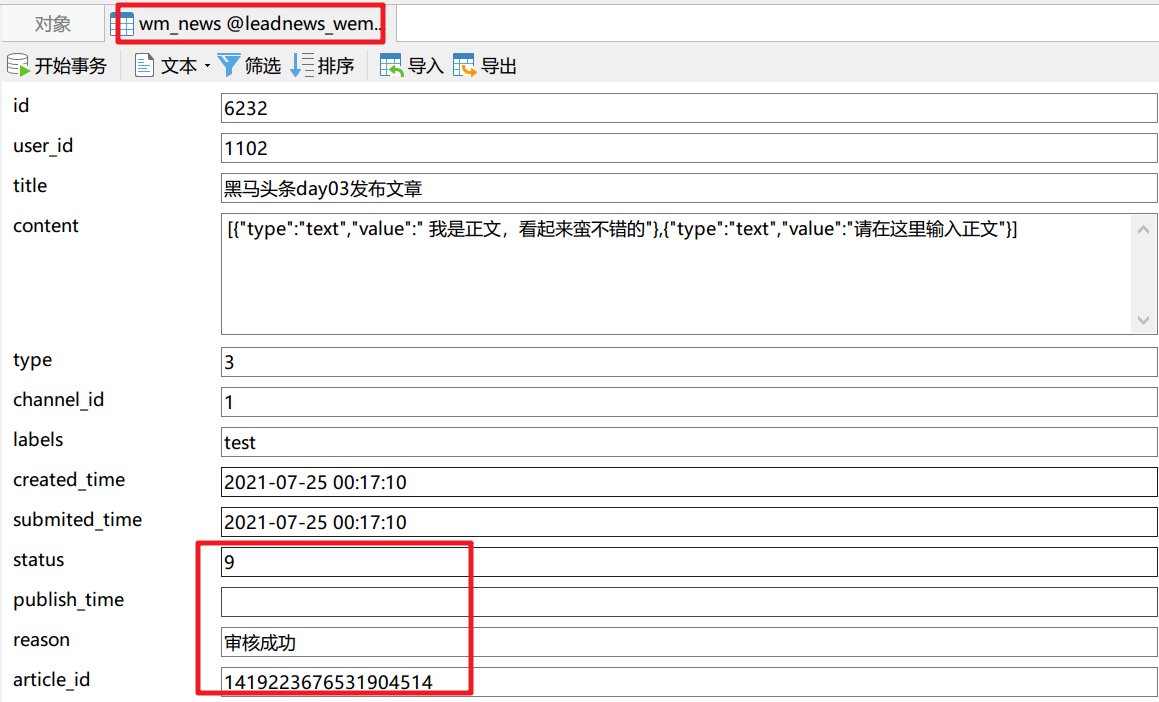 对象 wm_news @leadnews_wem..
开始事务 文本 筛选 排序 导入 导出
id 6232
user_id 1102
title 黑马头条day03发布文章
content [{"type":"text","value":" 我是正文，看起来蛮不错的"},{"type":"text","value":"请在这里输入正文"}]
type 3
channel_id 1
labels test
created_time 2021-07-25 00:17:10
submited_time 2021-07-25 00:17:10
status 9
publish_time
reason 审核成功
article_id 1419223676531904514